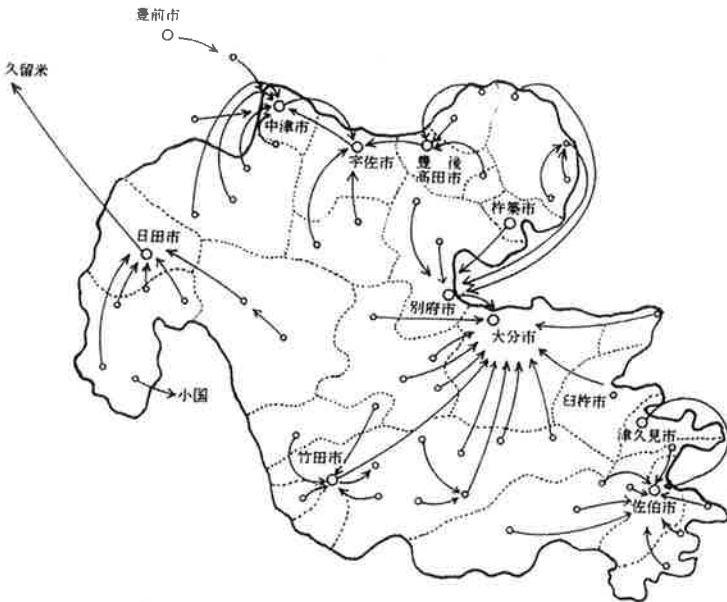 豊前市
久留米
中津市
宇佐市
豊後
高田市
杵築市
日田市
別府市
大分市
小国
臼杵市
津久見市
竹田市
佐伯市